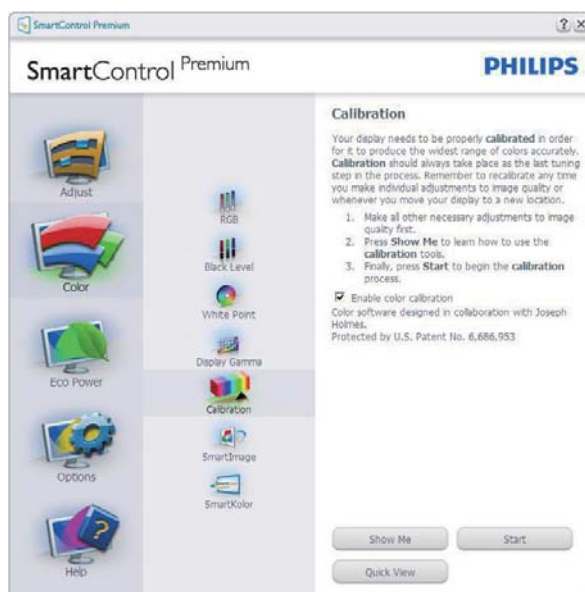 SmartControl Premium
SmartControl Premium
PHILIPS
Adjust
Color
Eco Power
Options
Help
RGB
Black Level
White Point
Display Gamma
Calibration
SmartImage
SmartKolor
Calibration
Your display needs to be properly calibrated in order
for it to produce the widest range of colors accurately.
Calibration should always take place as the last tuning
step in the process. Remember to recalibrate any time
you make individual adjustments to image quality or
whenever you move your display to a new location.
1. Make all other necessary adjustments to image
quality first.
2. Press Show Me to learn how to use the
calibration tools.
3. Finally, press Start to begin the calibration
process.
Enable color calibration
Color software designed in collaboration with Joseph
Holmes.
Protected by U.S. Patent No. 6,686,953
Show Me
Start
Quick View